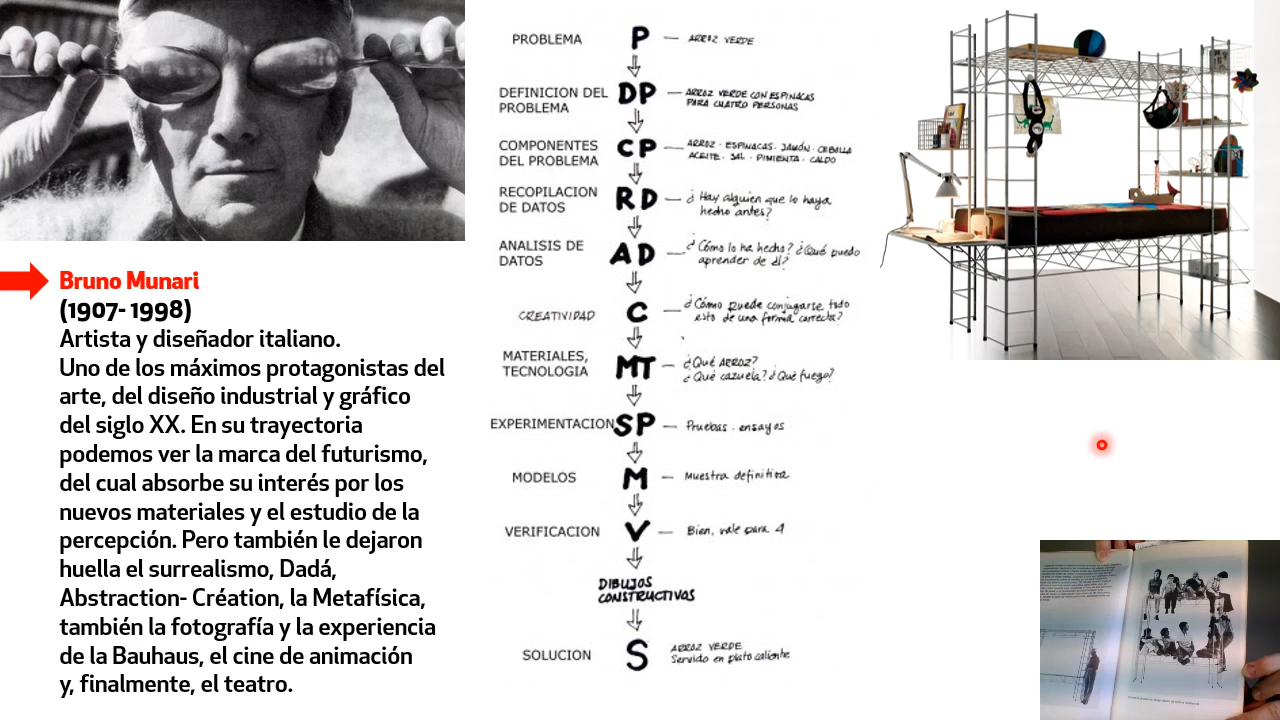 Bruno Munari
(1907- 1998)
Artista y diseñador italiano.
Uno de los máximos protagonistas del
arte, del diseño industrial y gráfico
del siglo XX. En su trayectoria
podemos ver la marca del futurismo,
del cual absorbe su interés por los
nuevos materiales y el estudio de la
percepción. Pero también le dejaron
huella el surrealismo, Dadá,
Abstraction- Création, la Metafísica,
también la fotografía y la experiencia
de la Bauhaus, el cine de animación
y, finalmente, el teatro.
PROBLEMA P — ARROZ VERDE
DEFINICION DEL PROBLEMA DP — ARROZ VERDE CON ESPINACAS
PARA CUATRO PERSONAS
COMPONENTES DEL PROBLEMA CP — ARROZ · ESPINACAS · JAMÓN · CEBOLLA
ACEITE · SAL · PIMIENTA · CALDO
RECOPILACION DE DATOS RD — ¿Hay alguien que lo haya
hecho antes?
ANALISIS DE DATOS AD — ¿Cómo lo ha hecho? ¿Qué puedo
aprender de él?
CREATIVIDAD C — ¿Cómo puede conjugarse todo
esto de una forma correcta?
MATERIALES, TECNOLOGIA MT — ¿Qué ARROZ?
¿Qué cazuela? ¿Qué fuego?
EXPERIMENTACION SP — Pruebas · ensayos
MODELOS M — Muestra definitiva
VERIFICACION V — Bien, vale para 4
DIBUJOS
CONSTRUCTIVOS
SOLUCION S ARROZ VERDE
Servido en plato caliente